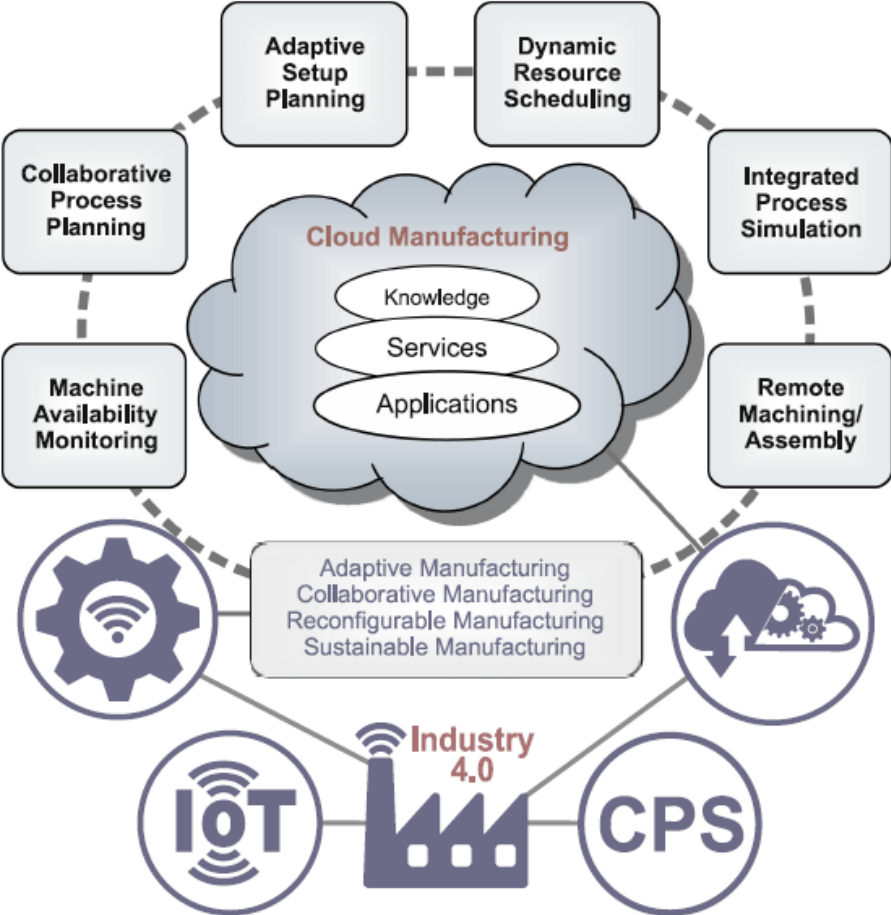 Adaptive
Setup
Planning
Dynamic
Resource
Scheduling
Collaborative
Process
Planning
Integrated
Process
Simulation
Cloud Manufacturing
Knowledge
Services
Applications
Machine
Availability
Monitoring
Remote
Machining/
Assembly
Adaptive Manufacturing
Collaborative Manufacturing
Reconfigurable Manufacturing
Sustainable Manufacturing
Industry
4.0
IoT
CPS